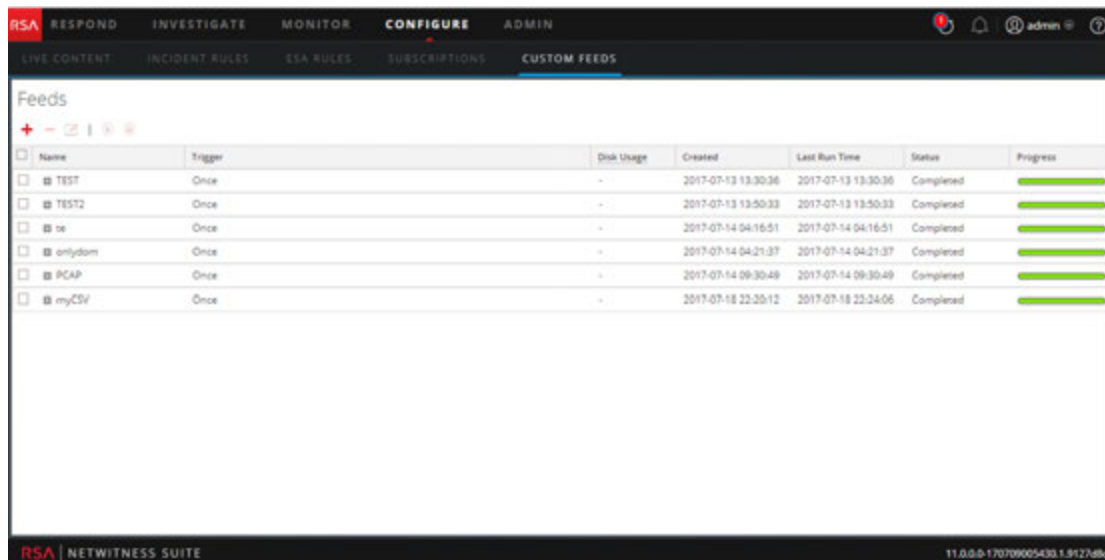 RSA RESPOND INVESTIGATE MONITOR CONFIGURE ADMIN 1 admin ?
LIVE CONTENT INCIDENT RULES ESA RULES SUBSCRIPTIONS CUSTOM FEEDS
Feeds
Name Trigger Disk Usage Created Last Run Time Status Progress
TEST Once - 2017-07-13 13:30:36 2017-07-13 13:30:36 Completed
TEST2 Once - 2017-07-13 13:50:33 2017-07-13 13:50:33 Completed
te Once - 2017-07-14 04:16:51 2017-07-14 04:16:51 Completed
onlydom Once - 2017-07-14 04:21:37 2017-07-14 04:21:37 Completed
PCAP Once - 2017-07-14 09:30:49 2017-07-14 09:30:49 Completed
myCSV Once - 2017-07-18 22:20:12 2017-07-18 22:24:06 Completed
RSA | NETWITNESS SUITE